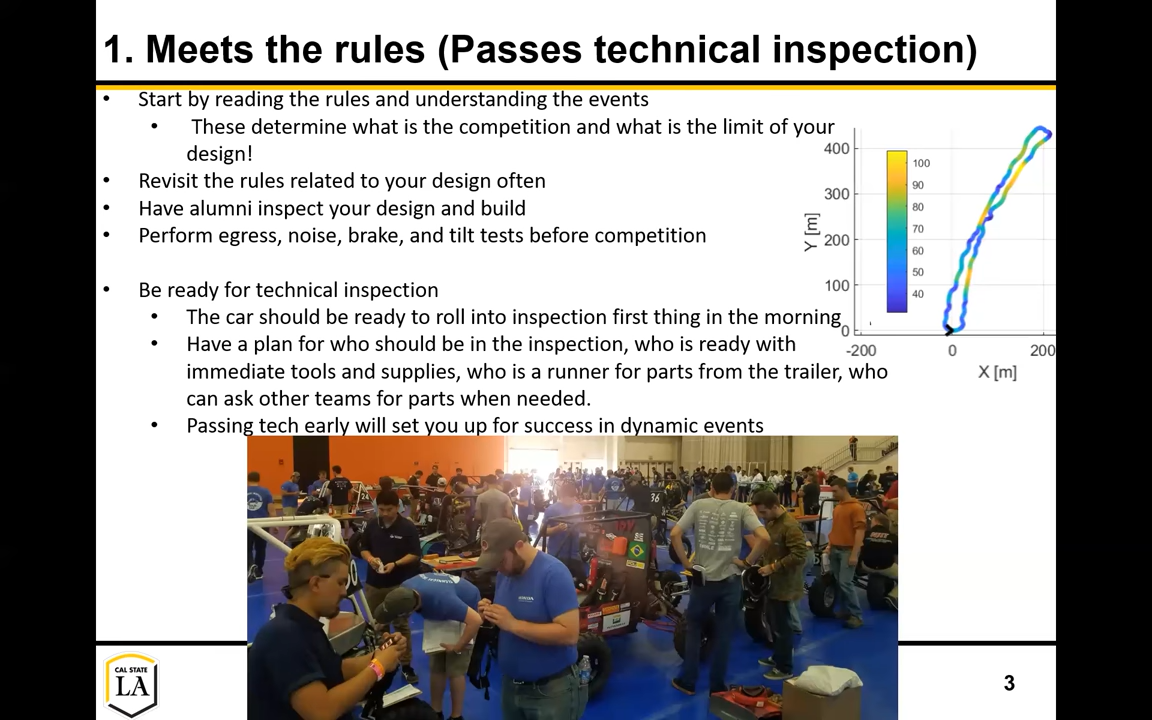 1. Meets the rules (Passes technical inspection)
• Start by reading the rules and understanding the events
• These determine what is the competition and what is the limit of your
design!
• Revisit the rules related to your design often
• Have alumni inspect your design and build
• Perform egress, noise, brake, and tilt tests before competition
• Be ready for technical inspection
• The car should be ready to roll into inspection first thing in the morning
• Have a plan for who should be in the inspection, who is ready with
immediate tools and supplies, who is a runner for parts from the trailer, who
can ask other teams for parts when needed.
• Passing tech early will set you up for success in dynamic events
400
300
200
100
0
Y [m]
100
90
80
70
60
50
40
-200
0
200
X [m]
24
36
HONDA
CAL STATE
LA
3